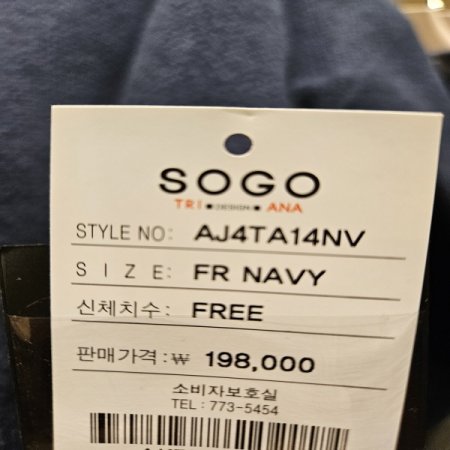 SOGO
TRI DESIGN ANA
STYLE NO: AJ4TA14NV
SIZE: FR NAVY
신체치수: FREE
판매가격:₩ 198,000
소비자보호실
TEL : 773-5454